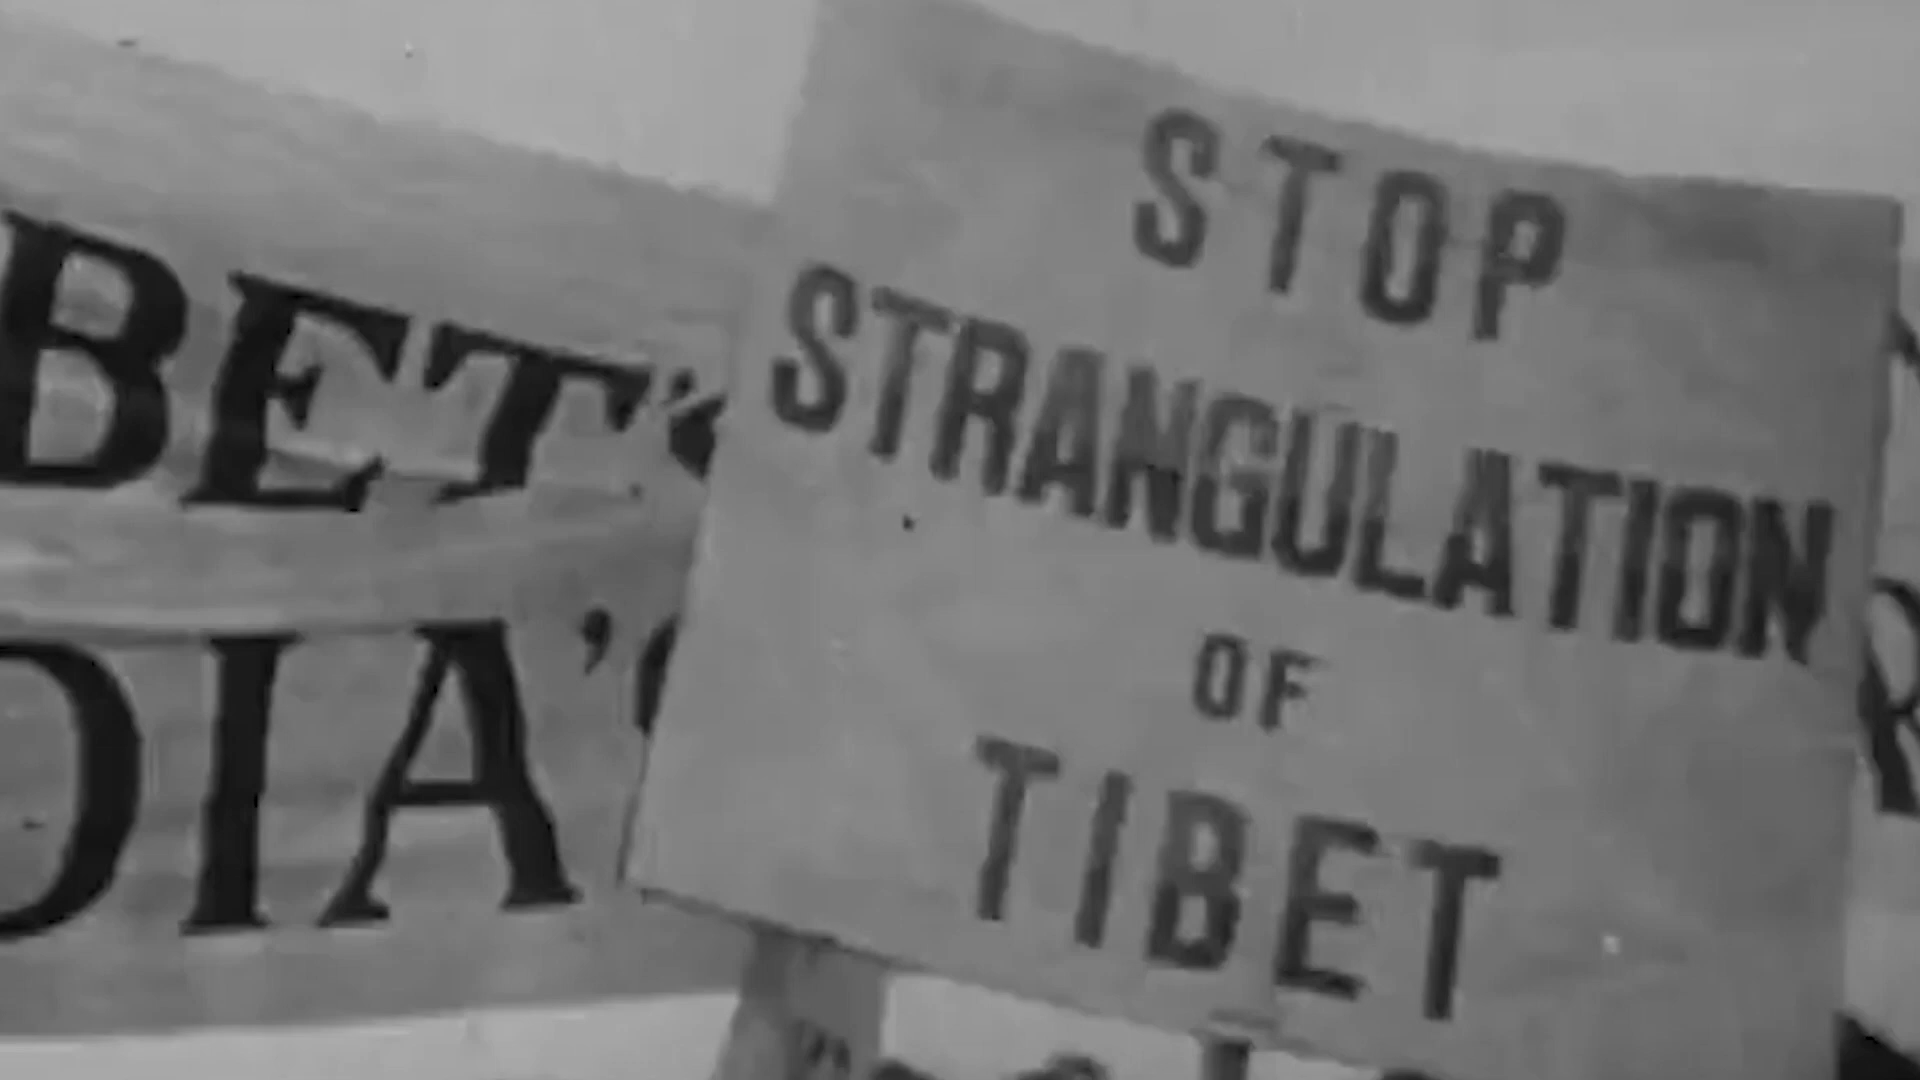 BET's
DIA'S
STOP
STRANGULATION
OF
TIBET
R